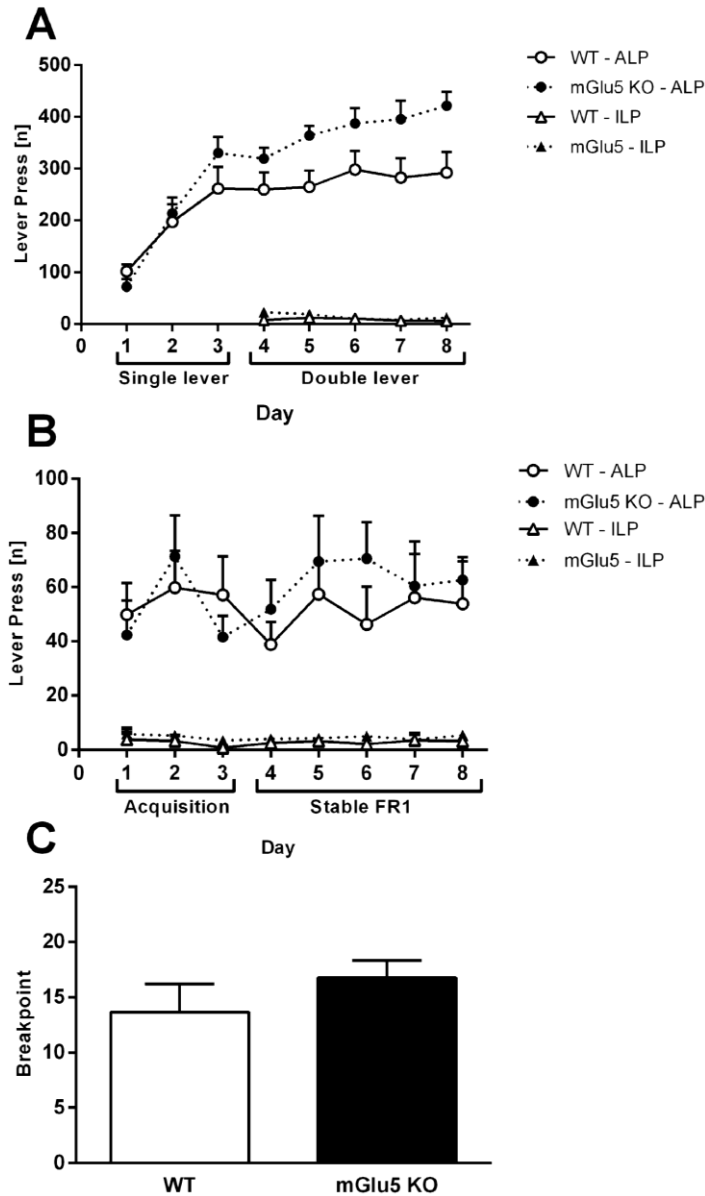 A
WT - ALP
mGlu5 KO - ALP
WT - ILP
mGlu5 - ILP
Lever Press [n]
500
400
300
200
100
0
0 1 2 3 4 5 6 7 8
Single lever Double lever
Day
B
WT - ALP
mGlu5 KO - ALP
WT - ILP
mGlu5 - ILP
Lever Press [n]
100
80
60
40
20
0
0 1 2 3 4 5 6 7 8
Acquisition Stable FR1
Day
C
Breakpoint
25
20
15
10
5
0
WT mGlu5 KO